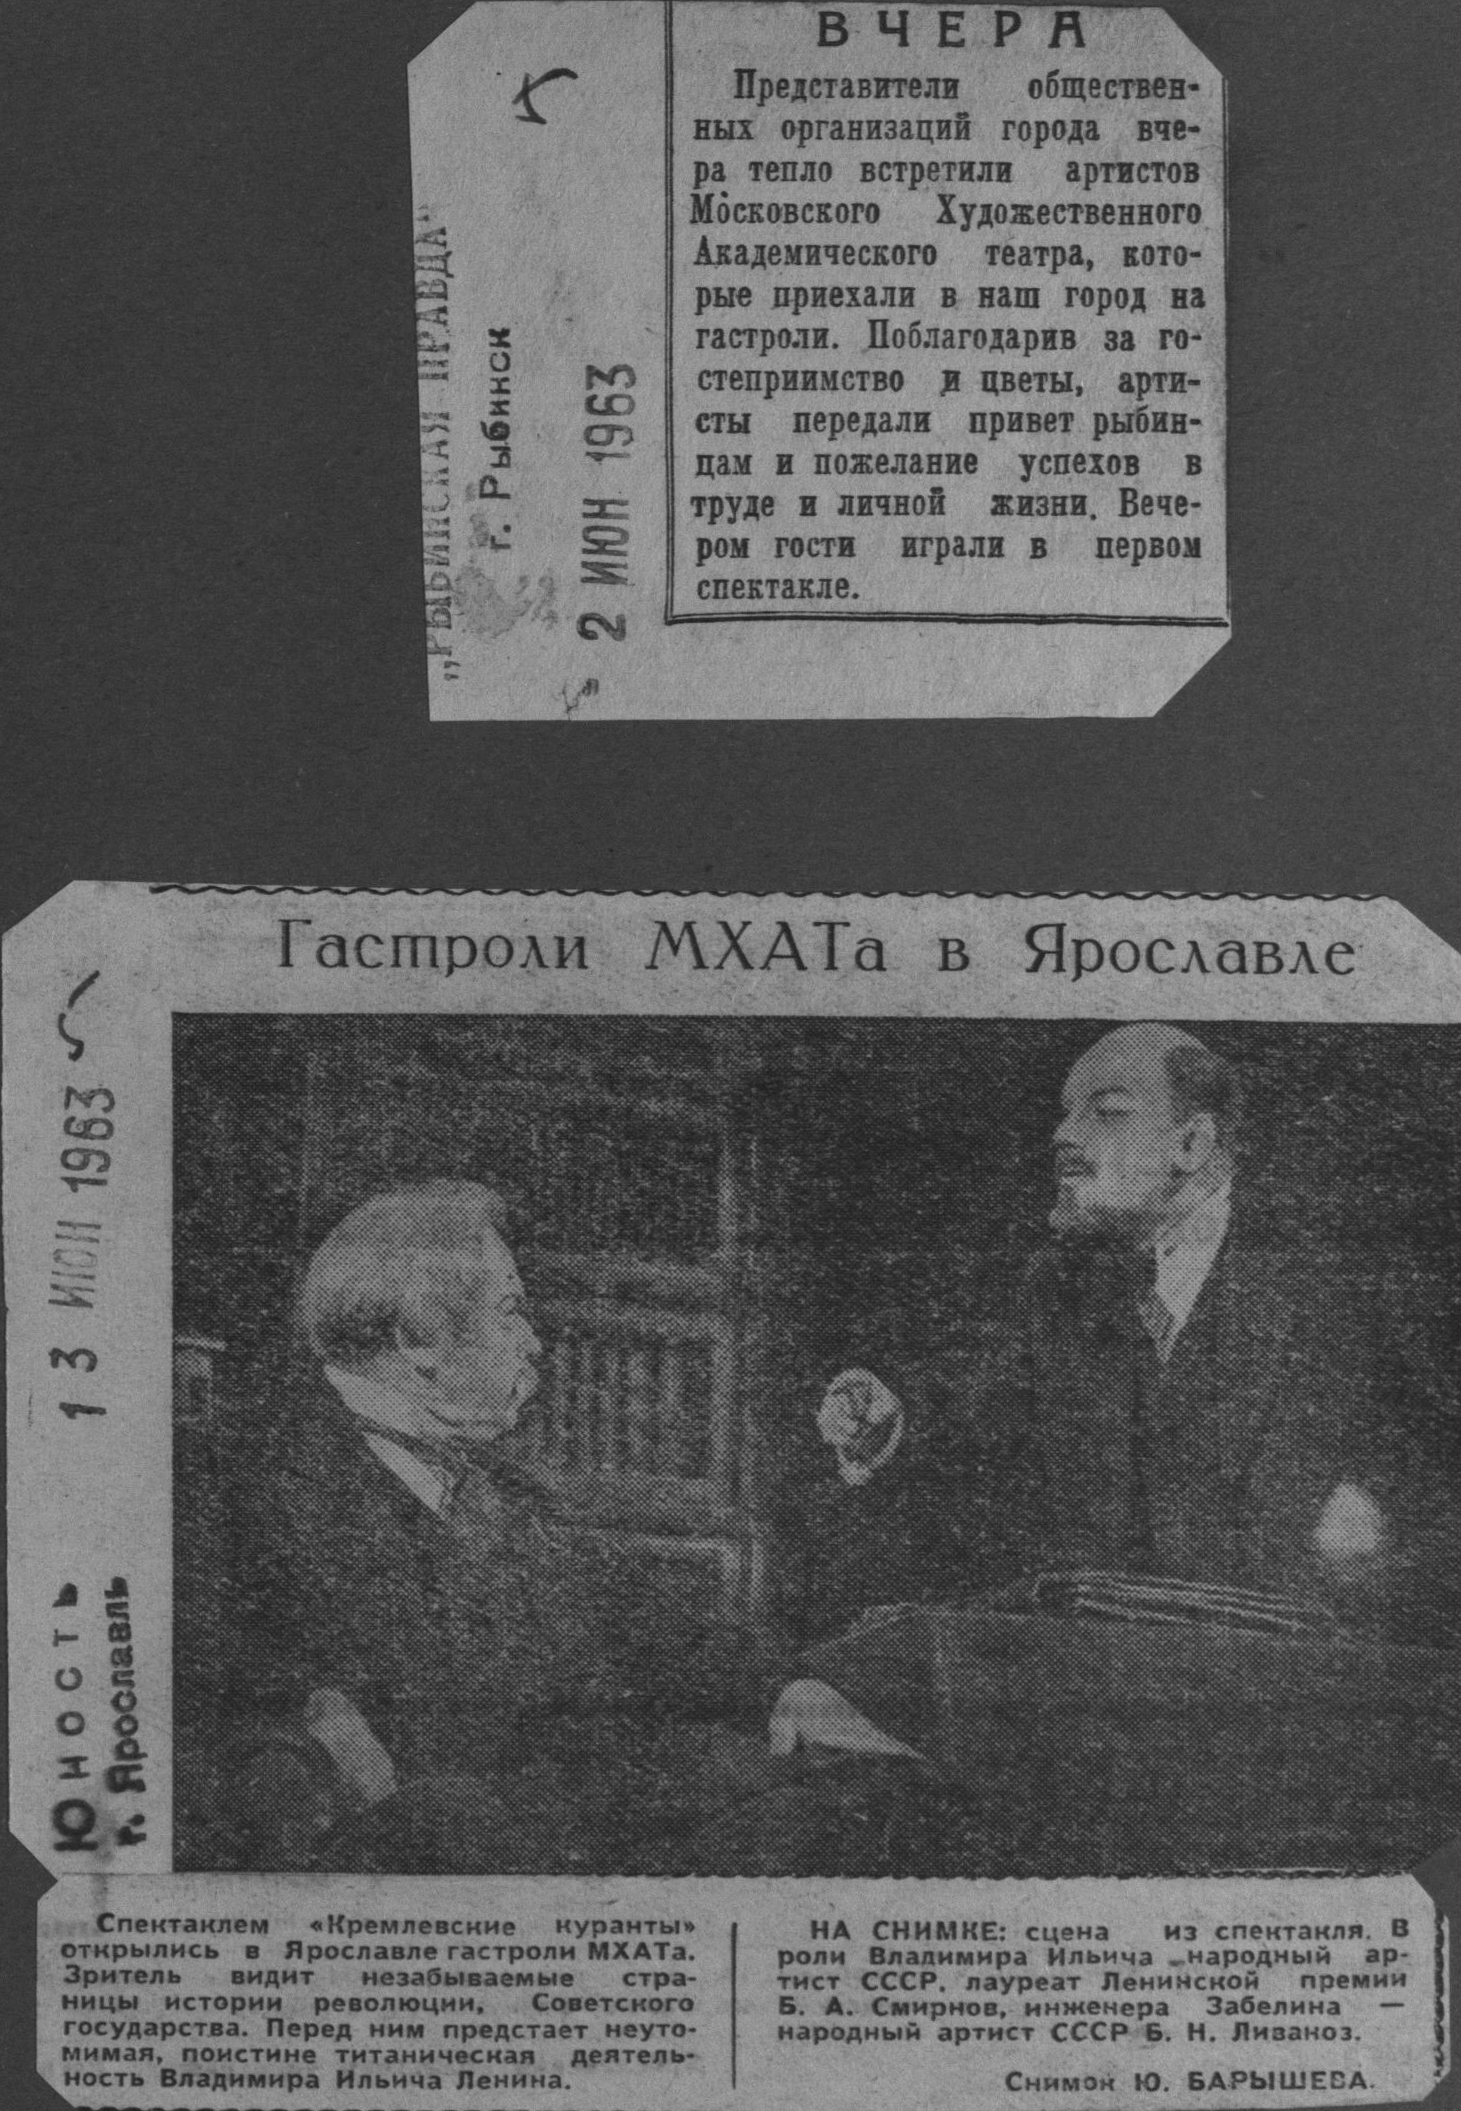 ВЧЕРА
Представители обществен-
ных организаций города вче-
ра тепло встретили артистов
Московского Художественного
Академического театра, кото-
рые приехали в наш город на
гастроли. Поблагодарив за го-
степриимство и цветы, арти-
сты передали привет рыбин-
цам и пожелание успехов в
труде и личной жизни. Вече-
ром гости играли в первом
спектакле.
„РЫБИНСКАЯ ПРАВДА"
г. Рыбинск
2 ИЮН 1963
Гастроли МХАТа в Ярославле
13 ИЮН 1963
Юность
г. Ярославль
Спектаклем «Кремлевские куранты»
открылись в Ярославле гастроли МХАТа.
Зритель видит незабываемые стра-
ницы истории революции, Советского
государства. Перед ним предстает неуто-
мимая, поистине титаническая деятель-
ность Владимира Ильича Ленина.
НА СНИМКЕ: сцена из спектакля. В
роли Владимира Ильича народный ар-
тист СССР, лауреат Ленинской премии
Б. А. Смирнов, инженера Забелина —
народный артист СССР Б. Н. Ливаноз.
Снимок Ю. БАРЫШЕВА.